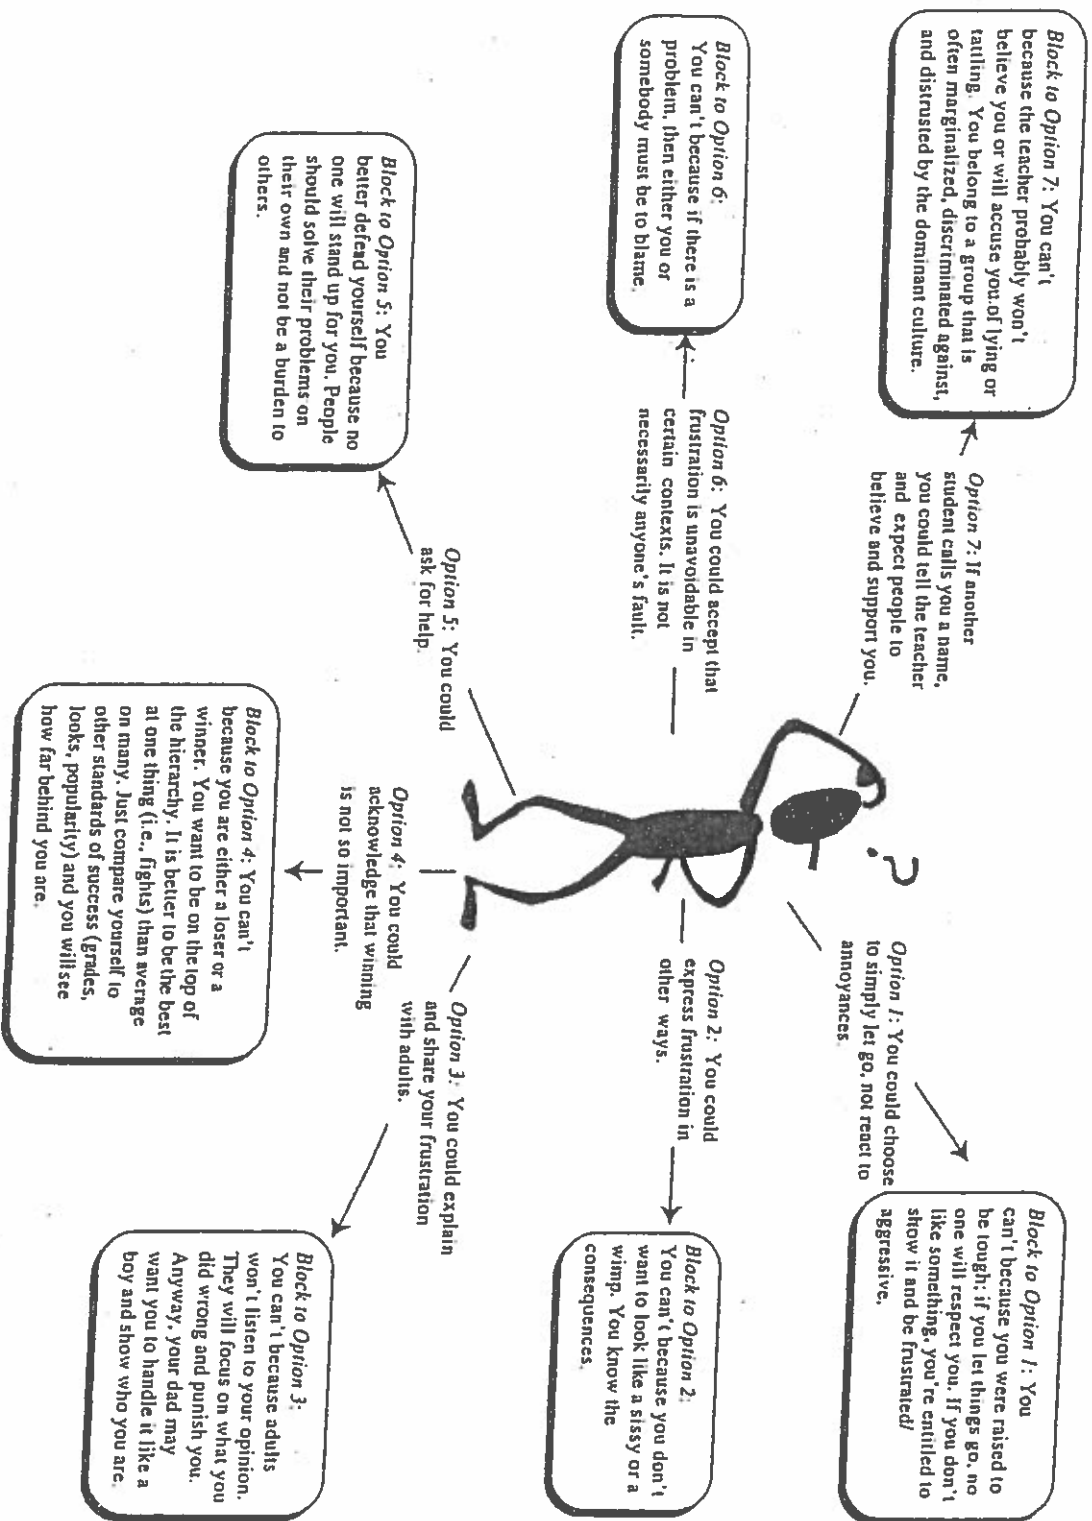 Block to Option 7: You can't
because the teacher probably won't
believe you or will accuse you of lying or
tattling. You belong to a group that is
often marginalized, discriminated against,
and distrusted by the dominant culture.
Option 7: If another
student calls you a name,
you could tell the teacher
and expect people to
believe and support you.
?
Option 1: You could choose
to simply let go, not react to
annoyances.
Block to Option 1: You
can't because you were raised to
be tough; if you let things go, no
one will respect you. If you don't
like something, you're entitled to
show it and be frustrated/
aggressive.
Block to Option 6:
You can't because if there is a
problem, then either you or
somebody must be to blame.
Option 6: You could accept that
frustration is unavoidable in
certain contexts. It is not
necessarily anyone's fault.
Option 2: You could
express frustration in
other ways.
Block to Option 2:
You can't because you don't
want to look like a sissy or a
wimp. You know the
consequences.
Block to Option 5: You
better defend yourself because no
one will stand up for you. People
should solve their problems on
their own and not be a burden to
others.
Option 5: You could
ask for help.
Option 4: You could
acknowledge that winning
is not so important.
Block to Option 4: You can't
because you are either a loser or a
winner. You want to be on the top of
the hierarchy. It is better to be the best
at one thing (i.e., fights) than average
on many. Just compare yourself to
other standards of success (grades,
looks, popularity) and you will see
how far behind you are.
Option 3: You could explain
and share your frustration
with adults.
Block to Option 3:
You can't because adults
won't listen to your opinion.
They will focus on what you
did wrong and punish you.
Anyway, your dad may
want you to handle it like a
boy and show who you are.